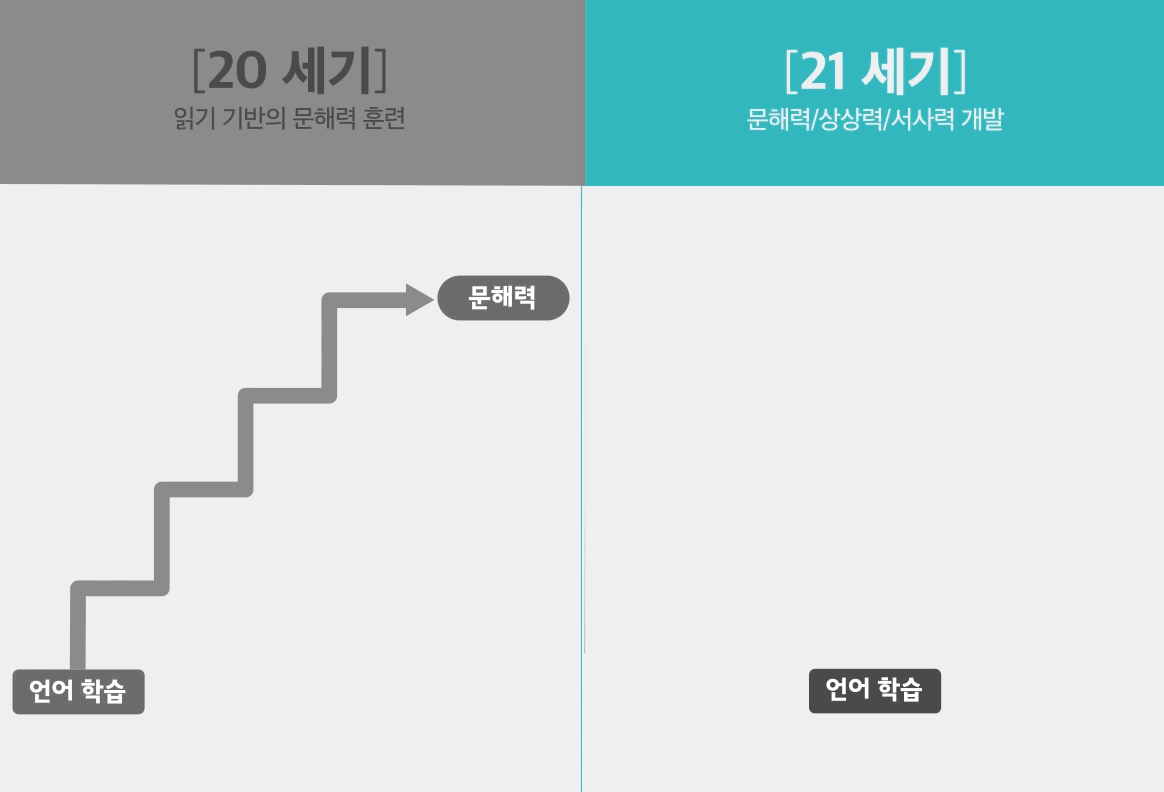 [20 세기]
읽기 기반의 문해력 훈련
[21 세기]
문해력/상상력/서사력 개발
문해력
언어 학습
언어 학습